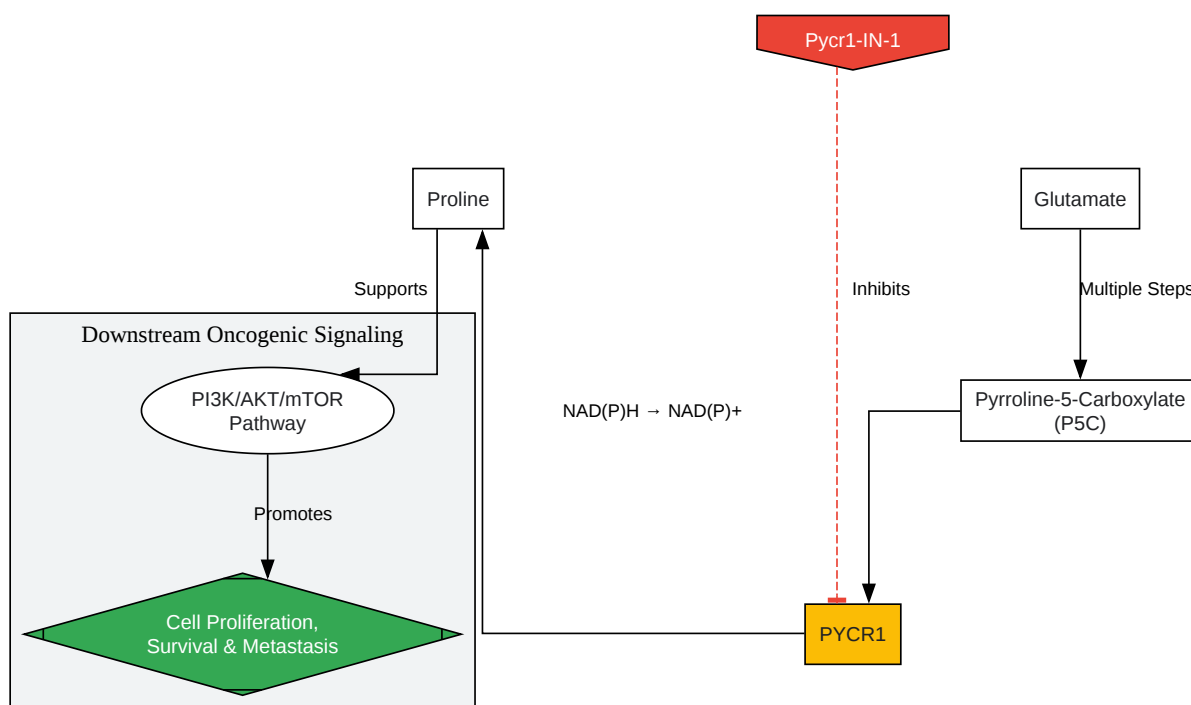 Pycr1-IN-1
Proline
Glutamate
Supports
Inhibits
Multiple Steps
Downstream Oncogenic Signaling
PI3K/AKT/mTOR
Pathway
NAD(P)H → NAD(P)+
Pyrroline-5-Carboxylate
(P5C)
Promotes
Cell Proliferation,
Survival & Metastasis
PYCR1